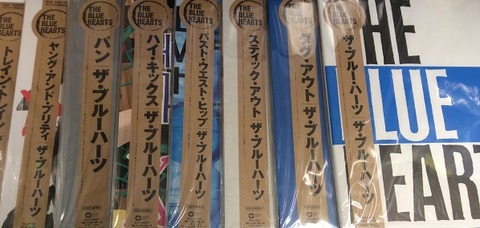 トレイン・トレイン
THE
BLUE
HEARTS
ヤング・アンド・プリティ ザ・ブルーハーツ
THE
BLUE
HEARTS
パン ザ・ブルーハーツ
THE
BLUE
HEARTS
ハイ・キックス ザ・ブルーハーツ
THE
BLUE
HEARTS
バスト・ウエスト・ヒップ ザ・ブルーハーツ
THE
BLUE
HEARTS
スティック・アウト ザ・ブルーハーツ
THE
BLUE
HEARTS
ダグ・アウト ザ・ブルーハーツ
THE
BLUE
HEARTS
ザ・ブルーハーツ
THE
BLUE
HEART